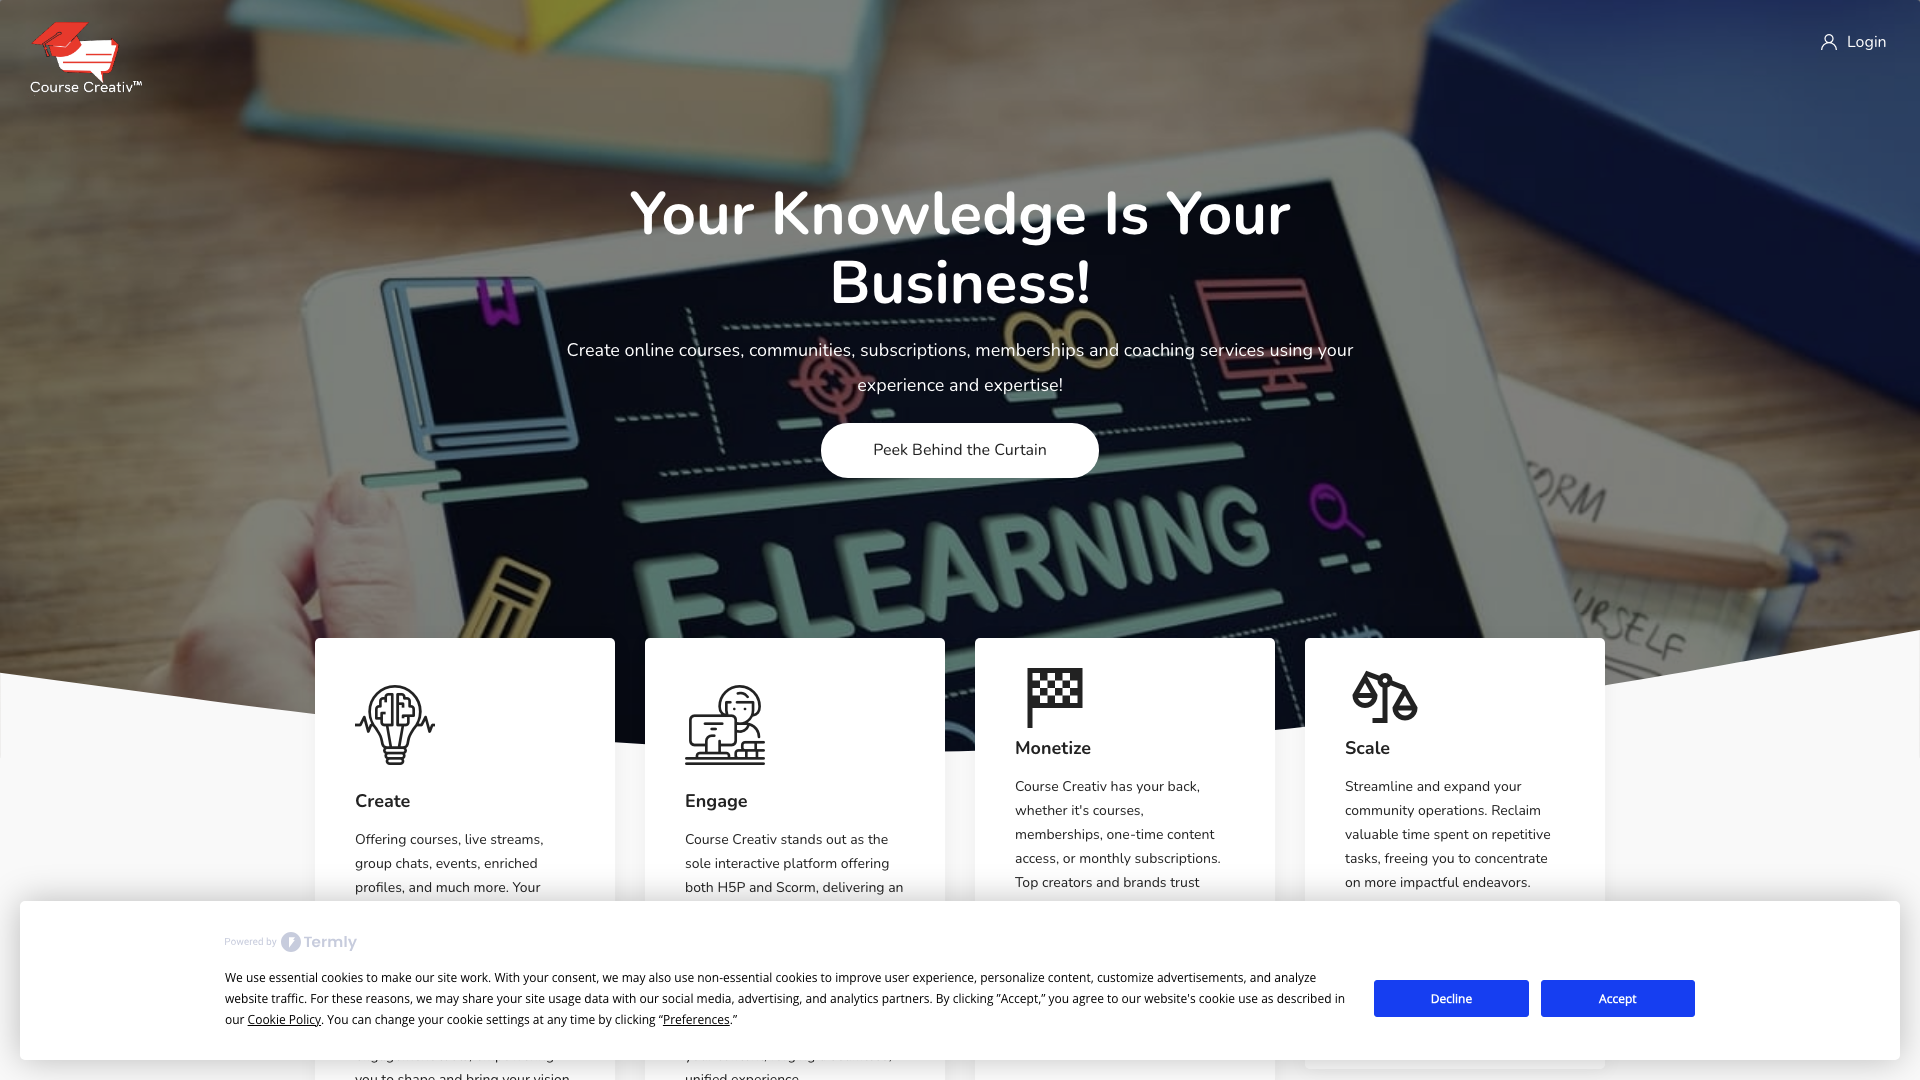 Course Creativ™
Login
Your Knowledge Is Your
Business!
Create online courses, communities, subscriptions, memberships and coaching services using your
experience and expertise!
Peek Behind the Curtain
E-LEARNING
Create
Offering courses, live streams,
group chats, events, enriched
profiles, and much more. Your
Engage
Course Creativ stands out as the
sole interactive platform offering
both H5P and Scorm, delivering an
Monetize
Course Creativ has your back,
whether it's courses,
memberships, one-time content
access, or monthly subscriptions.
Top creators and brands trust
Scale
Streamline and expand your
community operations. Reclaim
valuable time spent on repetitive
tasks, freeing you to concentrate
on more impactful endeavors.
Powered by Termly
We use essential cookies to make our site work. With your consent, we may also use non-essential cookies to improve user experience, personalize content, customize advertisements, and analyze
website traffic. For these reasons, we may share your site usage data with our social media, advertising, and analytics partners. By clicking "Accept," you agree to our website's cookie use as described in
our Cookie Policy. You can change your cookie settings at any time by clicking “Preferences.”
Decline
Accept
you to shape and bring your vision
unified experience.